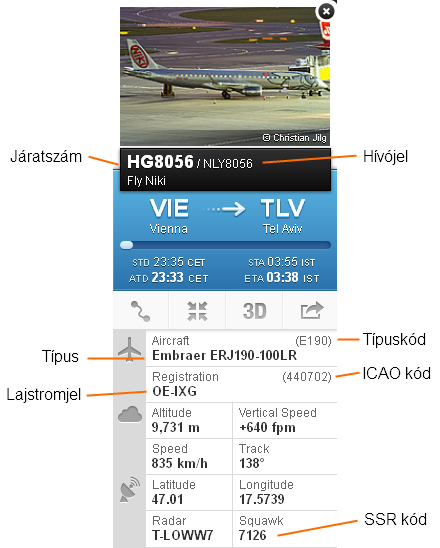 © Christian Jilg
Járatszám
HG8056 / NLY8056
Hívójel
Fly Niki
VIE TLV
Vienna Tel Aviv
STD 23:35 CET STA 03:55 IST
ATD 23:33 CET ETA 03:38 IST
3D
Aircraft (E190)
Típuskód
Típus
Embraer ERJ190-100LR
Registration (440702)
ICAO kód
Lajstromjel
OE-IXG
Altitude Vertical Speed
9,731 m +640 fpm
Speed Track
835 km/h 138°
Latitude Longitude
47.01 17.5739
Radar Squawk
T-LOWW7 7126
SSR kód